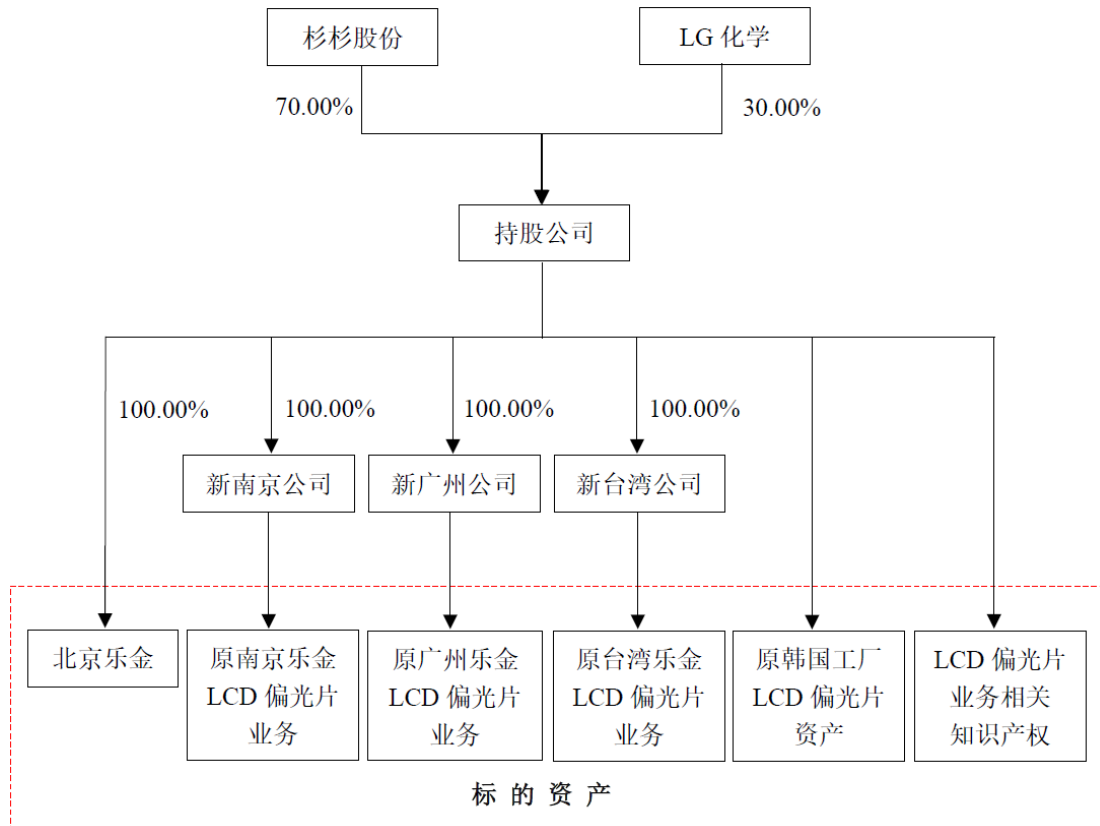 杉杉股份
LG 化学
70.00%
30.00%
持股公司
100.00%
100.00%
100.00%
100.00%
新南京公司
新广州公司
新台湾公司
北京乐金
原南京乐金
LCD 偏光片
业务
原广州乐金
LCD 偏光片
业务
原台湾乐金
LCD 偏光片
业务
原韩国工厂
LCD 偏光片
资产
LCD 偏光片
业务相关
知识产权
标 的 资 产